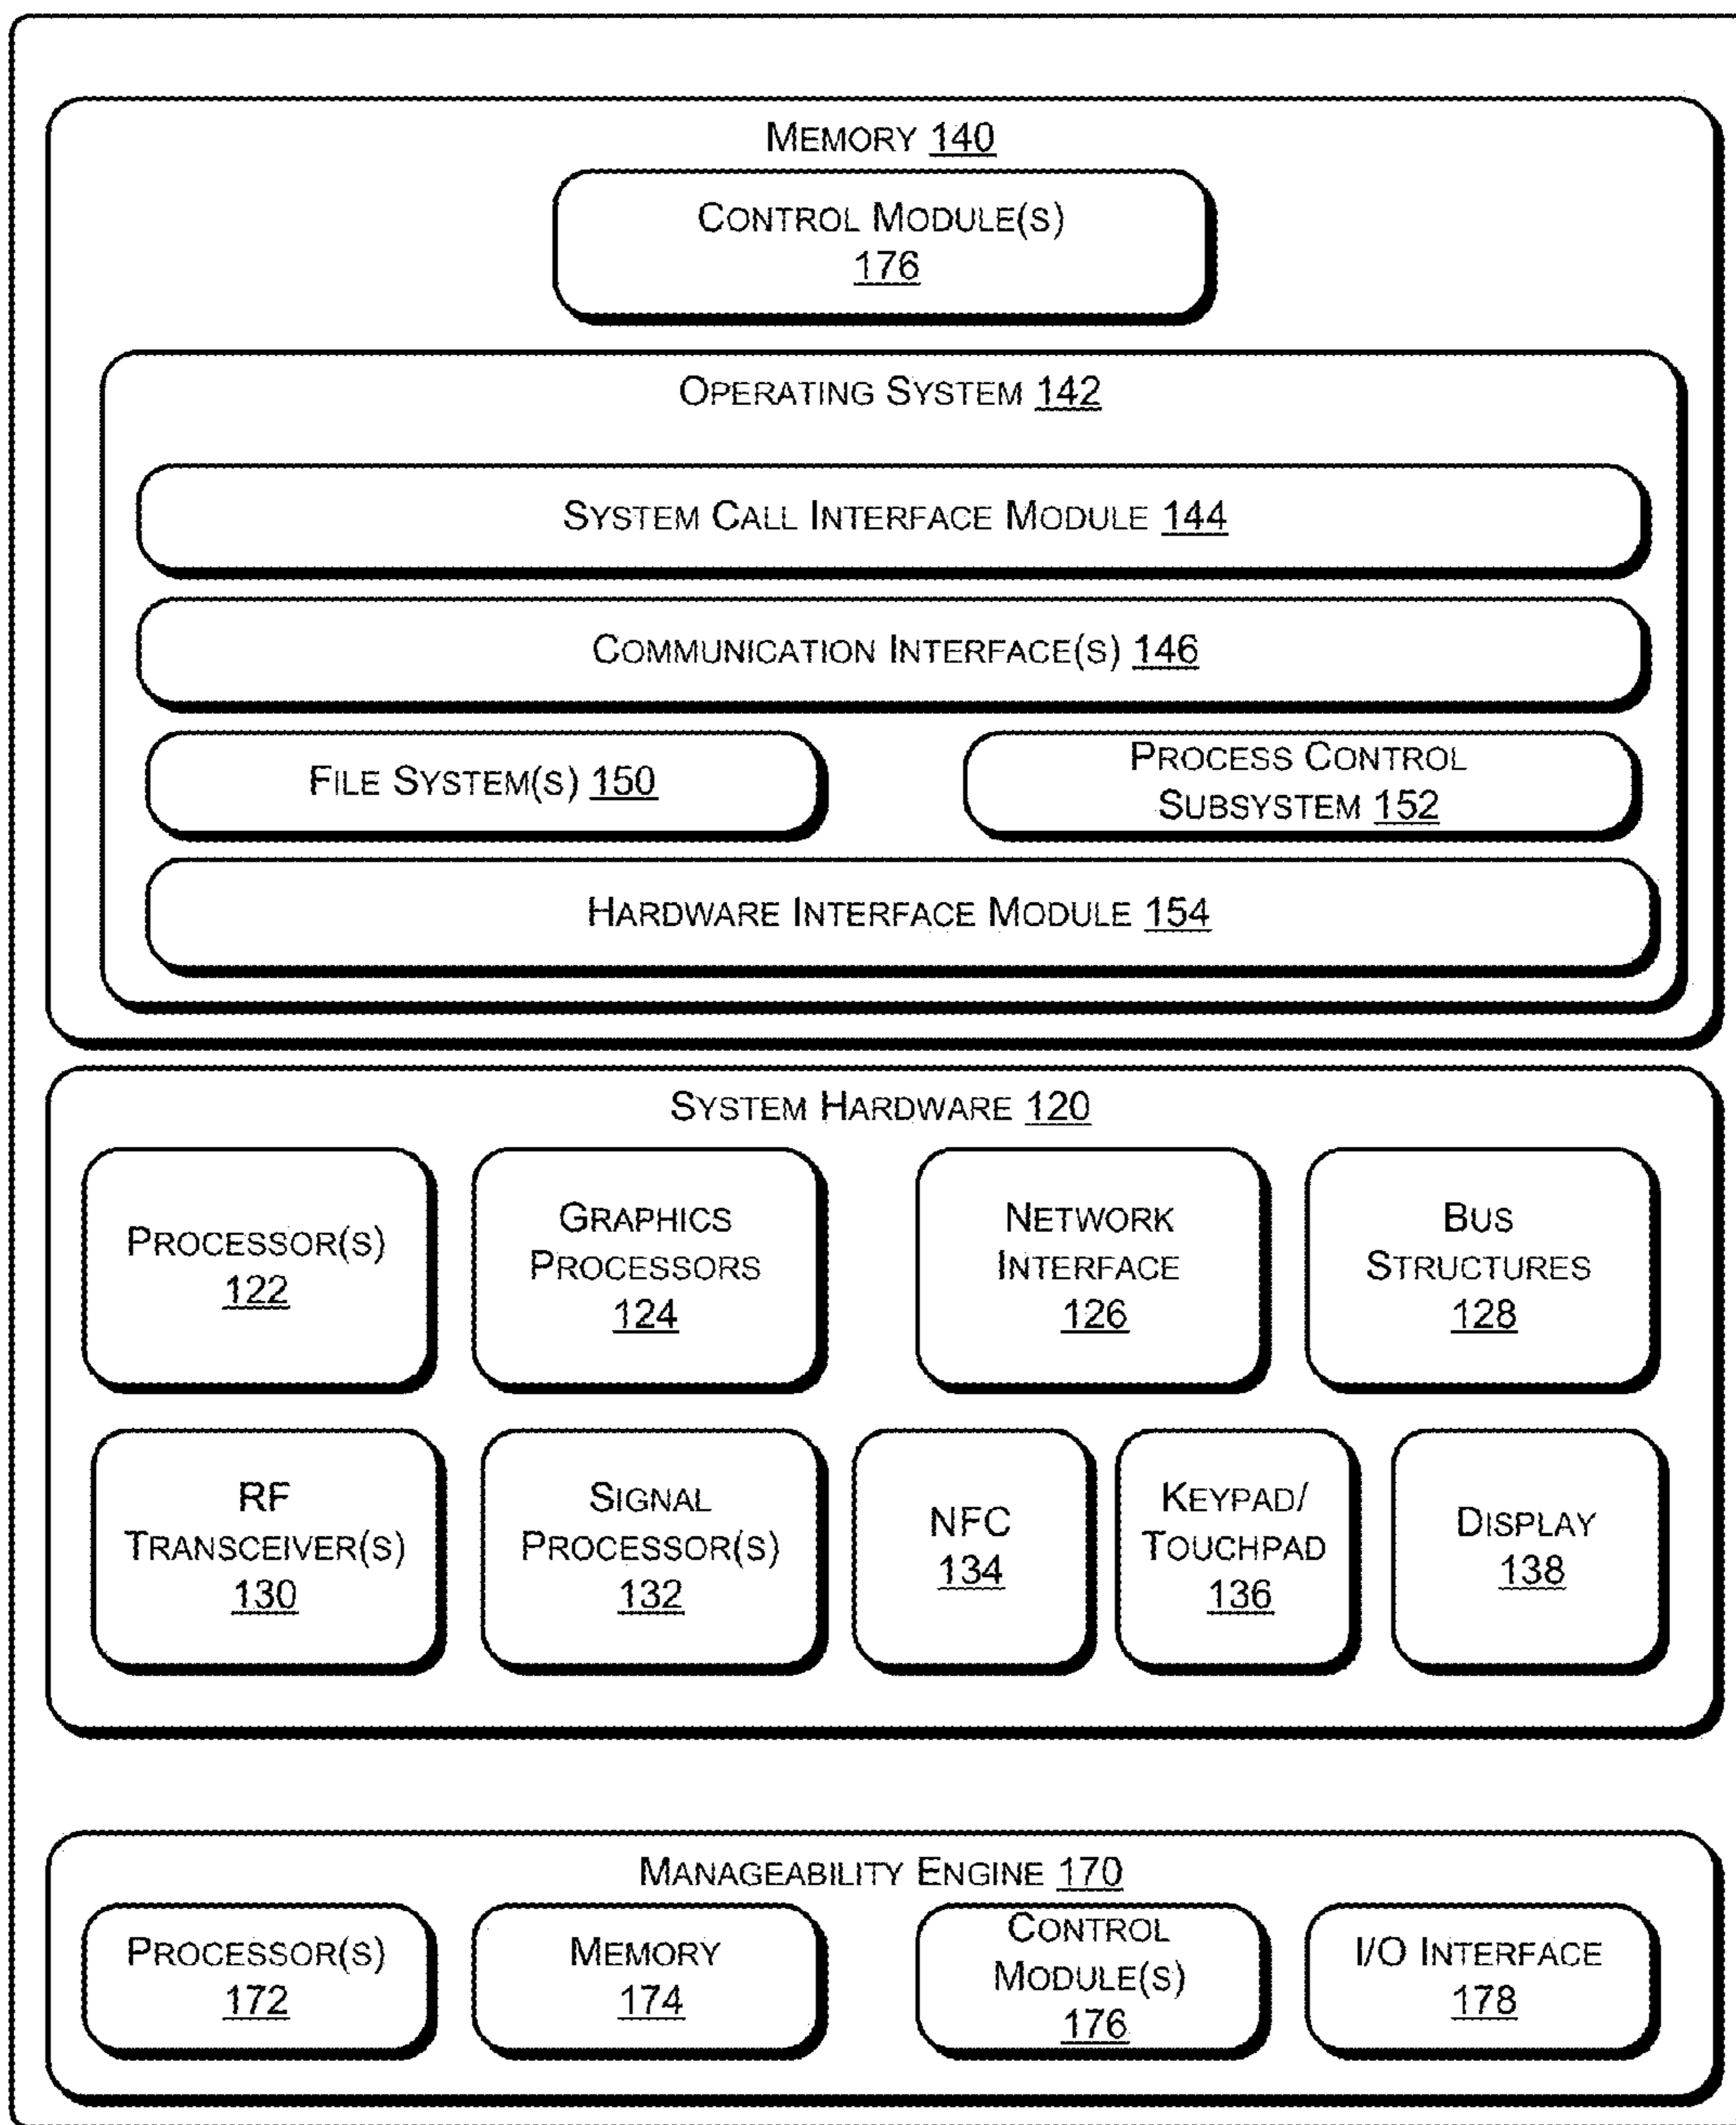 MEMORY 140
CONTROL MODULE(S)
176
OPERATING SYSTEM 142
SYSTEM CALL INTERFACE MODULE 144
COMMUNICATION INTERFACE(S) 146
FILE SYSTEM(S) 150
PROCESS CONTROL
SUBSYSTEM 152
HARDWARE INTERFACE MODULE 154
SYSTEM HARDWARE 120
PROCESSOR(S)
122
GRAPHICS
PROCESSORS
124
NETWORK
INTERFACE
126
BUS
STRUCTURES
128
RF
TRANSCEIVER(S)
130
SIGNAL
PROCESSOR(S)
132
NFC
134
KEYPAD/
TOUCHPAD
136
DISPLAY
138
MANAGEABILITY ENGINE 170
PROCESSOR(S)
172
MEMORY
174
CONTROL
MODULE(S)
176
I/O INTERFACE
178